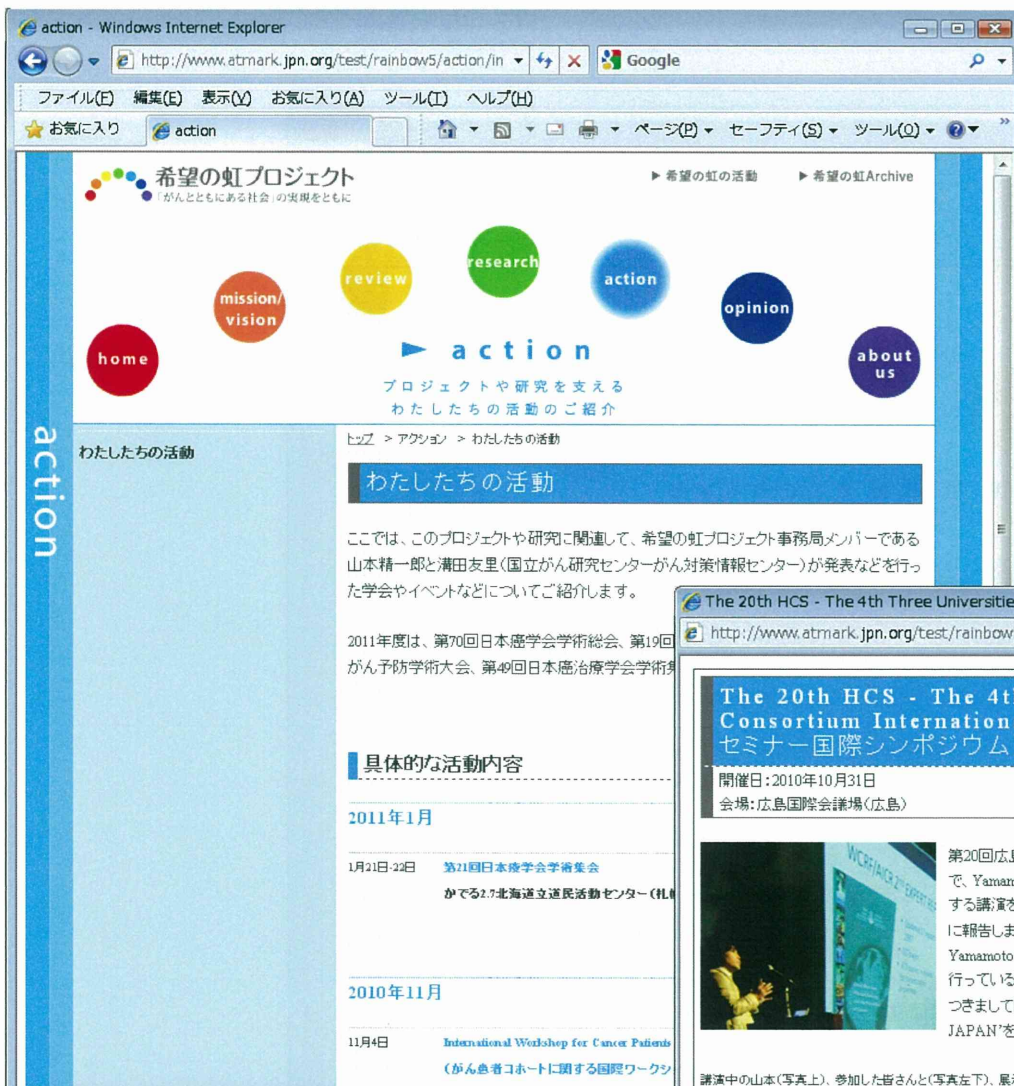 action - Windows Internet Explorer
http://www.atmark.jpn.org/test/rainbow5/action/in
Google
ファイル(F) 編集(E) 表示(V) お気に入り(A) ツール(T) ヘルプ(H)
お気に入り action ページ(P) セーフティ(S) ツール(O)
希望の虹プロジェクト
「がんとともにある社会」の実現をともに
▶ 希望の虹の活動 ▶ 希望の虹Archive
home
mission/
vision
review
research
action
opinion
about
us
▶ action
プロジェクトや研究を支える
わたしたちの活動のご紹介
action
わたしたちの活動
トップ > アクション > わたしたちの活動
わたしたちの活動
ここでは、このプロジェクトや研究に関連して、希望の虹プロジェクト事務局メンバーである
山本精一郎と溝田友里(国立がん研究センターがん対策情報センター)が発表などを行っ
た学会やイベントなどについてご紹介します。
2011年度は、第70回日本癌学会学術総会、第19回
がん予防学術大会、第49回日本癌治療学会学術集
具体的な活動内容
2011年1月
1月21日-22日 第21回日本疫学会学術集会
かでる2.7北海道立道民活動センター(札幌
2010年11月
11月4日 International Workshop for Cancer Patients
(がん患者コホートに関する国際ワークシ
The 20th HCS - The 4th Three Universitie
http://www.atmark.jpn.org/test/rainbow
The 20th HCS - The 4t
Consortium Internation
セミナー国際シンポジウム
開催日:2010年10月31日
会場:広島国際会議場(広島)
WCRF/AICR 2nd EXPERT RE
第20回広島
で、Yamam
する講演を
に報告しま
Yamamoto
行っている
つきまして
JAPAN'を
講演中の山本(写真上)、参加した皆さんと(写真左下)、展示